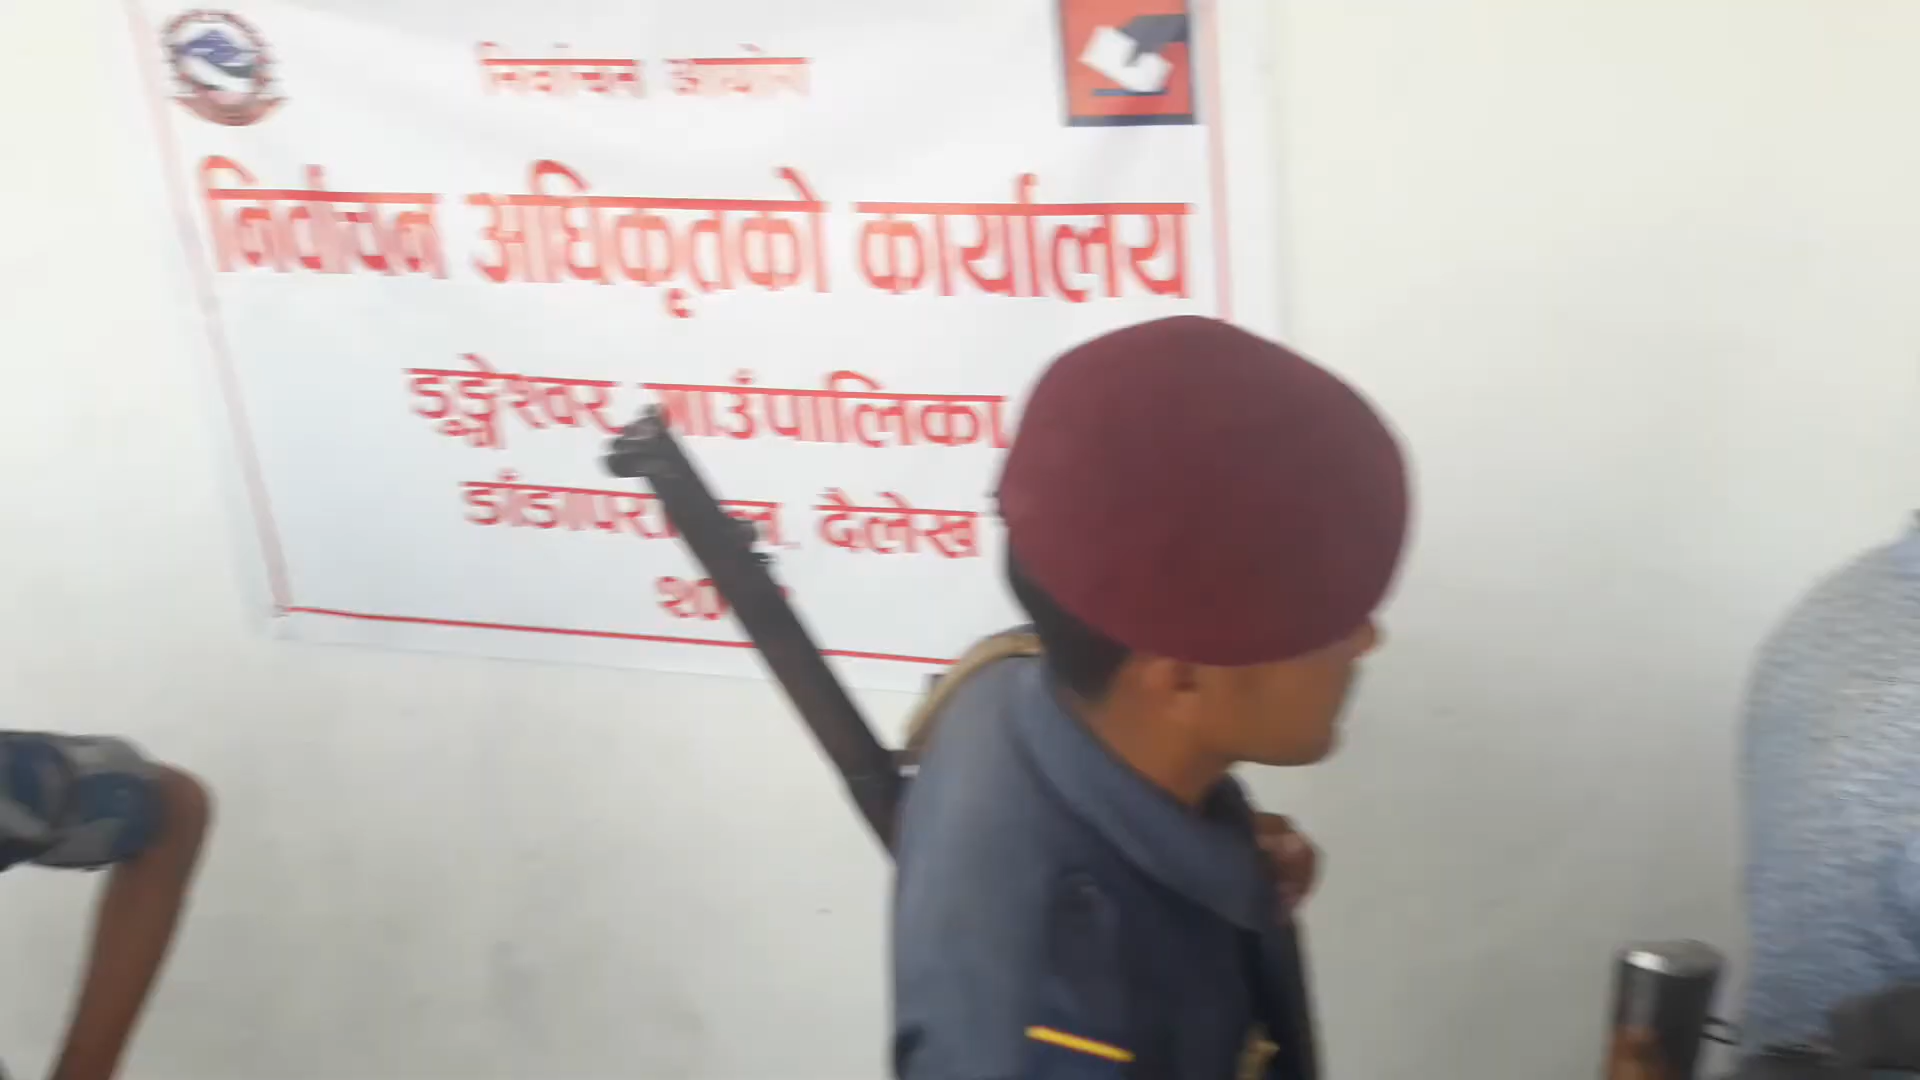 निर्वाचन आयोग
निर्वाचन अधिकृतको कार्यालय
डुङ्गेश्वर गाउंपालिका
दैलेख